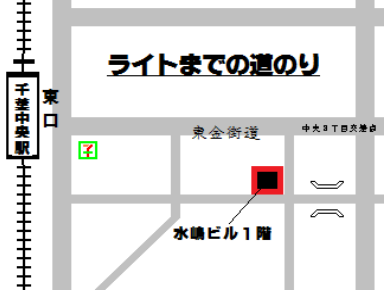 ライトまでの道のり
千葉中央駅
東口
東金街道
中央3丁目交差点
水嶋ビル1階